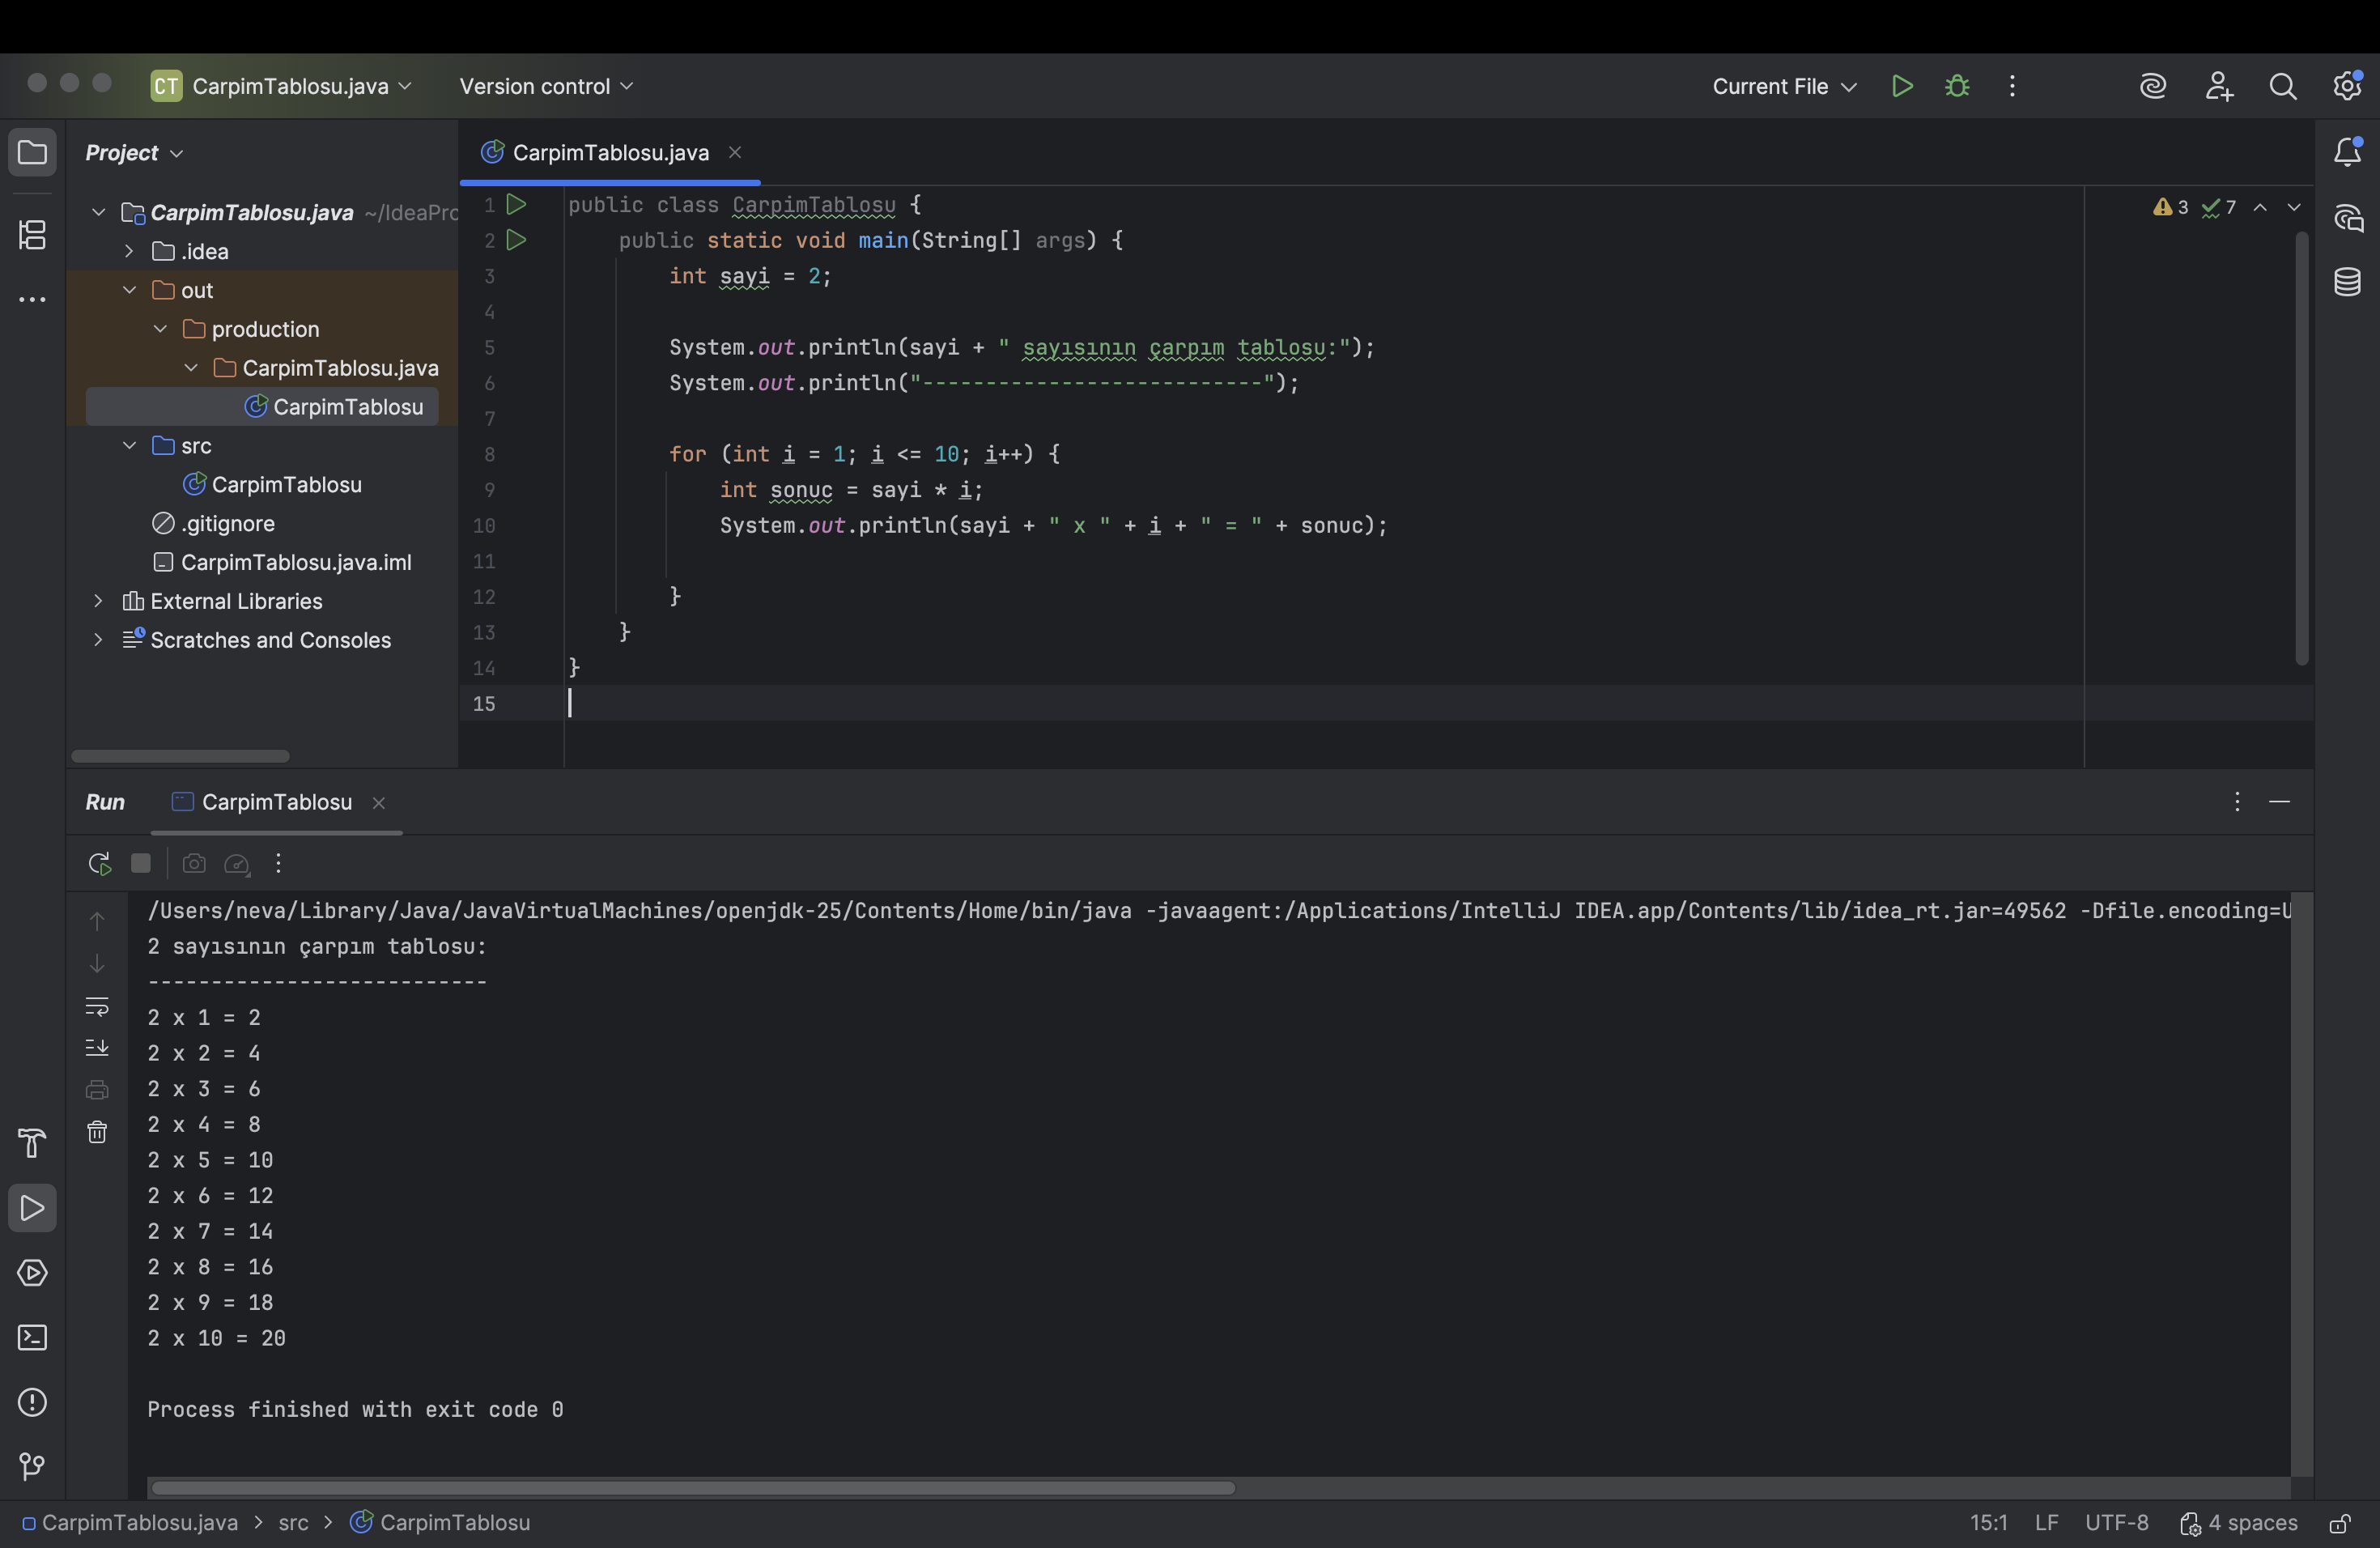 CT CarpimTablosu.java Version control Current File
Project
CarpimTablosu.java ~/IdeaPro
.idea
out
production
CarpimTablosu.java
CarpimTablosu
src
CarpimTablosu
.gitignore
CarpimTablosu.java.iml
External Libraries
Scratches and Consoles
CarpimTablosu.java
3 7
1 public class CarpimTablosu {
2 public static void main(String[] args) {
3 int sayi = 2;
4
5 System.out.println(sayi + " sayısının çarpım tablosu:");
6 System.out.println("---------------------------");
7
8 for (int i = 1; i <= 10; i++) {
9 int sonuc = sayi * i;
10 System.out.println(sayi + " x " + i + " = " + sonuc);
11
12 }
13 }
14 }
15
Run CarpimTablosu
/Users/neva/Library/Java/JavaVirtualMachines/openjdk-25/Contents/Home/bin/java -javaagent:/Applications/IntelliJ IDEA.app/Contents/lib/idea_rt.jar=49562 -Dfile.encoding=U
2 sayısının çarpım tablosu:
---------------------------
2 x 1 = 2
2 x 2 = 4
2 x 3 = 6
2 x 4 = 8
2 x 5 = 10
2 x 6 = 12
2 x 7 = 14
2 x 8 = 16
2 x 9 = 18
2 x 10 = 20
Process finished with exit code 0
CarpimTablosu.java > src > CarpimTablosu 15:1 LF UTF-8 4 spaces